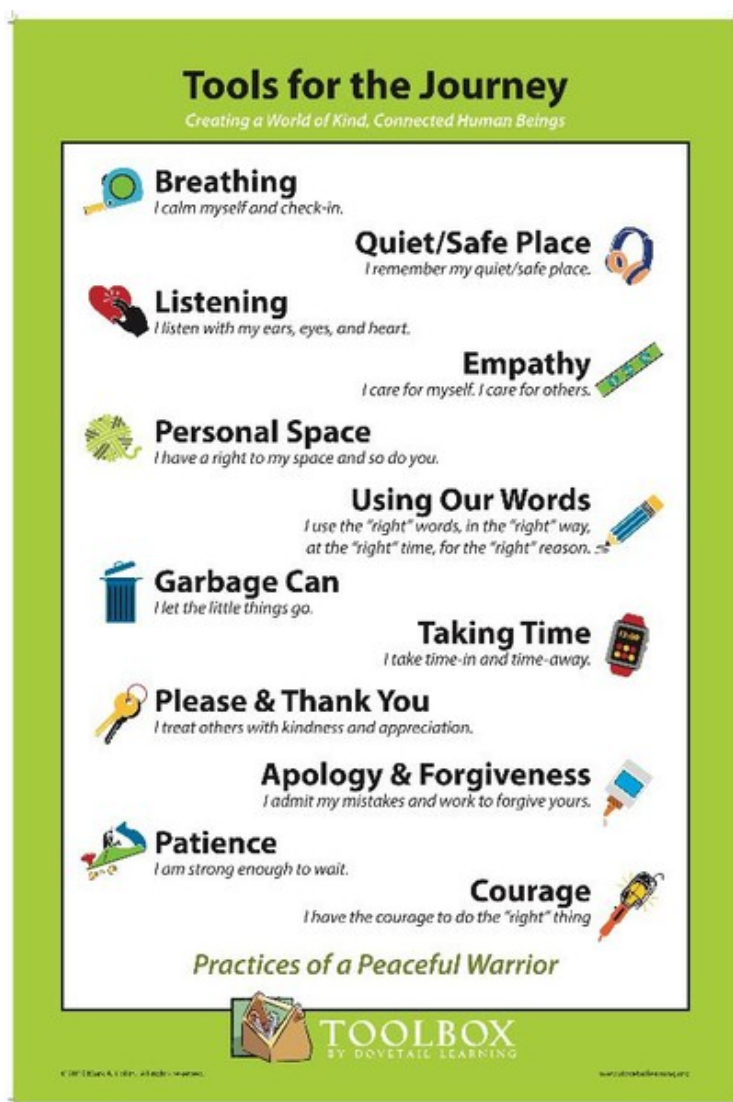 Tools for the Journey
Creating a World of Kind, Connected Human Beings
Breathing
I calm myself and check-in.
Quiet/Safe Place
I remember my quiet/safe place.
Listening
I listen with my ears, eyes, and heart.
Empathy
I care for myself. I care for others.
Personal Space
I have a right to my space and so do you.
Using Our Words
I use the "right" words, in the "right" way,
at the "right" time, for the "right" reason.
Garbage Can
I let the little things go.
Taking Time
I take time-in and time-away.
12:00
Please & Thank You
I treat others with kindness and appreciation.
Apology & Forgiveness
I admit my mistakes and work to forgive yours.
Patience
I am strong enough to wait.
Courage
I have the courage to do the "right" thing
Practices of a Peaceful Warrior
TOOLBOX
BY DOVETAIL LEARNING
All rights reserved.